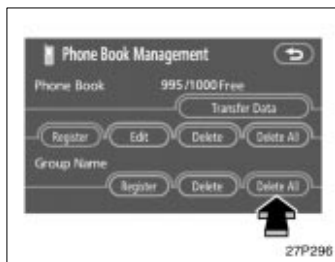 Phone Book Management
Phone Book 995/1000 Free
Transfer Data
Register Edit Delete Delete All
Group Name
Register Delete Delete All
27P296